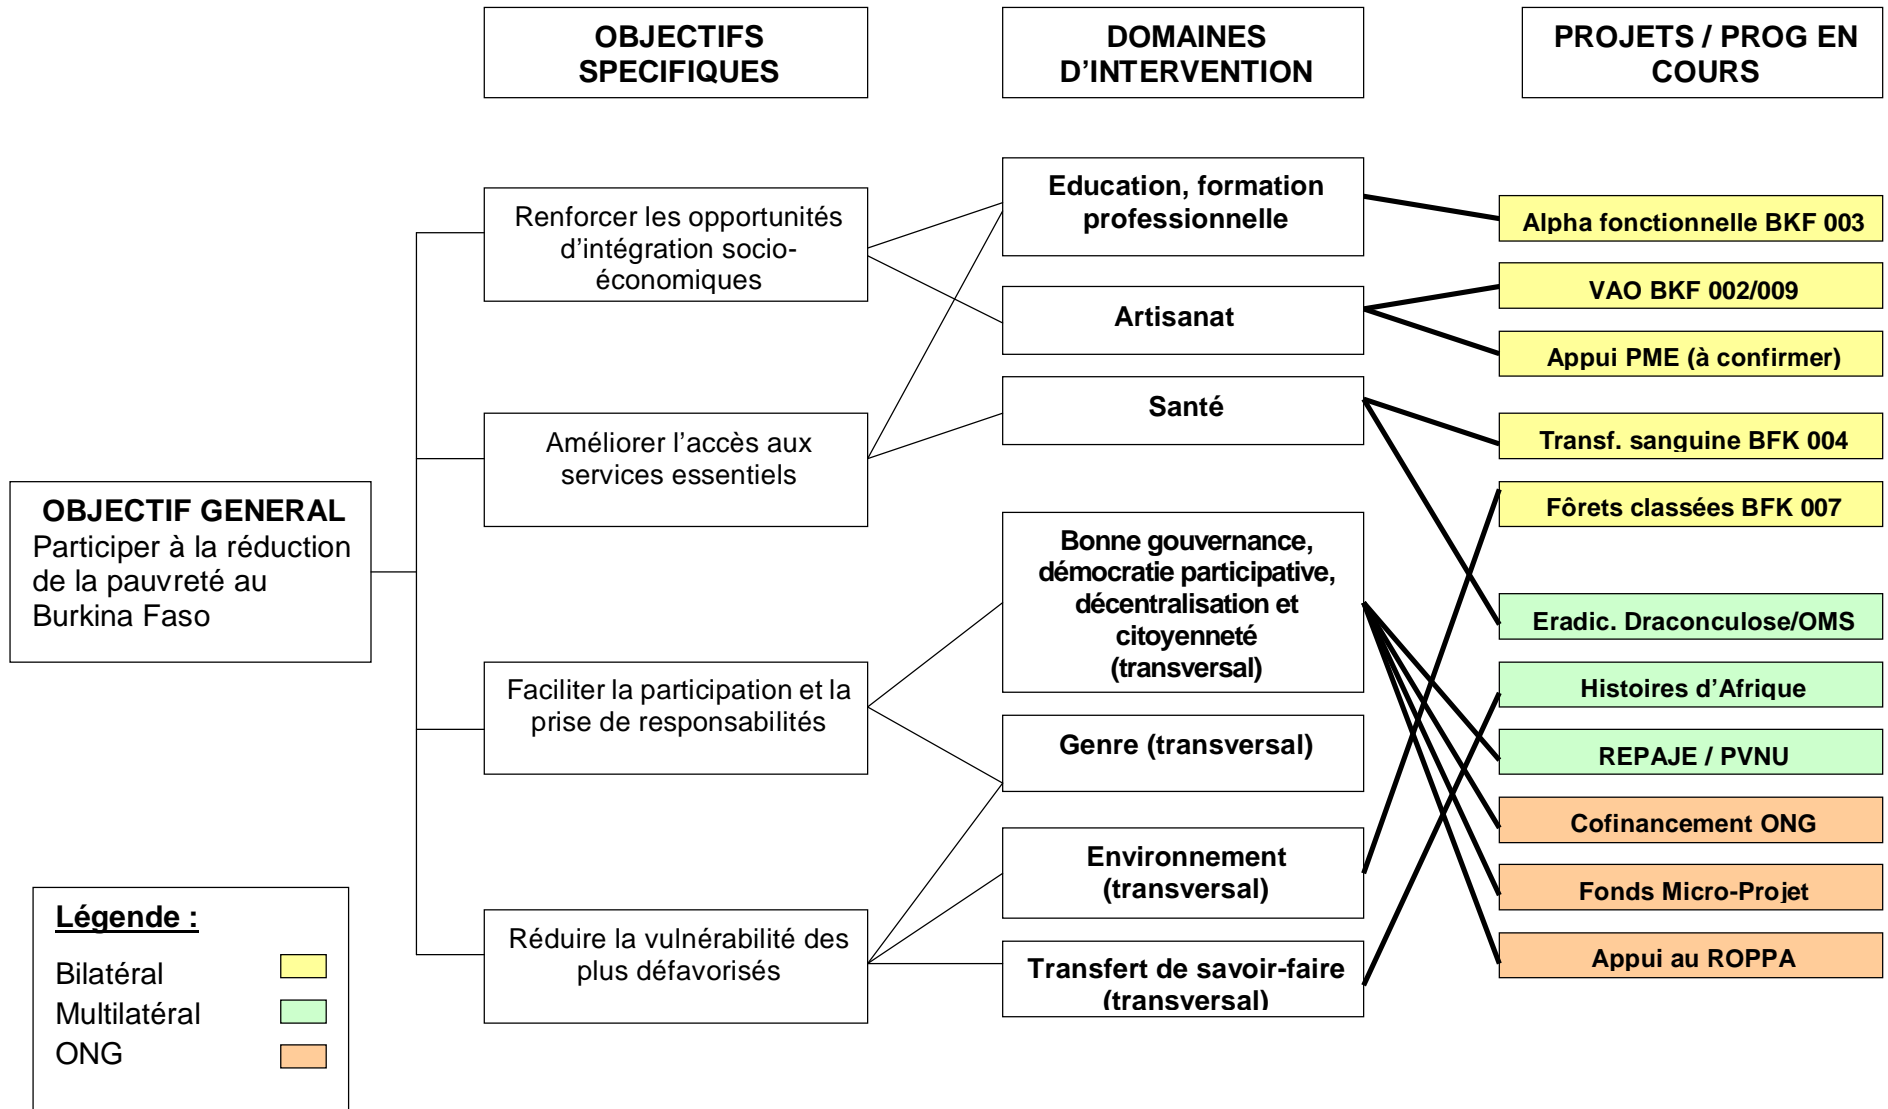 OBJECTIFS
SPECIFIQUES
DOMAINES
D'INTERVENTION
PROJETS / PROG EN
COURS
OBJECTIF GENERAL
Participer à la réduction
de la pauvreté au
Burkina Faso
Renforcer les opportunités
d'intégration socio-
économiques
Améliorer l'accès aux
services essentiels
Faciliter la participation et la
prise de responsabilités
Réduire la vulnérabilité des
plus défavorisés
Education, formation
professionnelle
Artisanat
Santé
Bonne gouvernance,
démocratie participative,
décentralisation et
citoyenneté
(transversal)
Genre (transversal)
Environnement
(transversal)
Transfert de savoir-faire
(transversal)
Alpha fonctionnelle BKF 003
VAO BKF 002/009
Appui PME (à confirmer)
Transf. sanguine BFK 004
Fôrets classées BFK 007
Eradic. Draconculose/OMS
Histoires d'Afrique
REPAJE / PVNU
Cofinancement ONG
Fonds Micro-Projet
Appui au ROPPA
Légende :
Bilatéral
Multilatéral
ONG